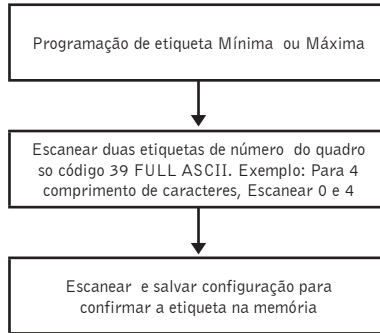 Programação de etiqueta Mínima ou Máxima
Escanear duas etiquetas de número do quadro
so código 39 FULL ASCII. Exemplo: Para 4
comprimento de caracteres, Escanear 0 e 4
Escanear e salvar configuração para
confirmar a etiqueta na memória